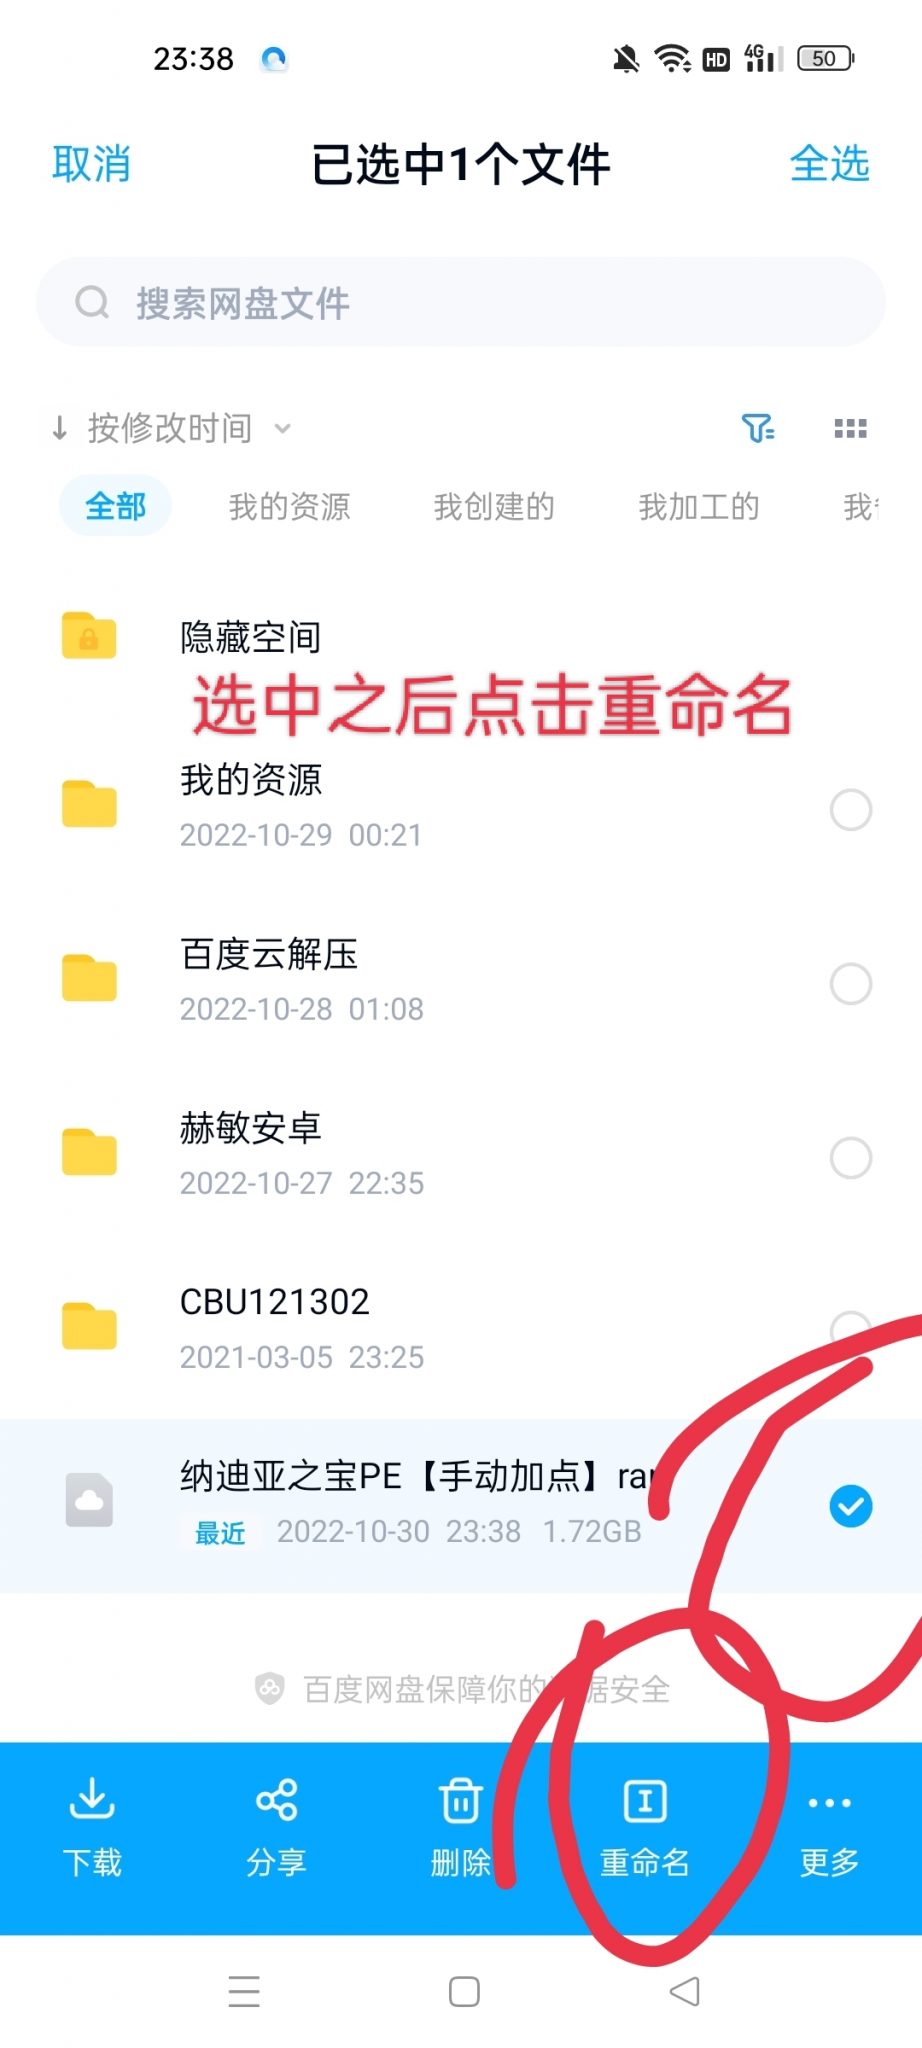 23:38
HD 4G 50
取消 已选中1个文件 全选
搜索网盘文件
按修改时间
全部 我的资源 我创建的 我加工的
隐藏空间
选中之后点击重命名
我的资源
2022-10-29 00:21
百度云解压
2022-10-28 01:08
赫敏安卓
2022-10-27 22:35
CBU121302
2021-03-05 23:25
纳迪亚之宝PE【手动加点】rar
最近 2022-10-30 23:38 1.72GB
百度网盘保障你的 据安全
下载 分享 删除 重命名 更多